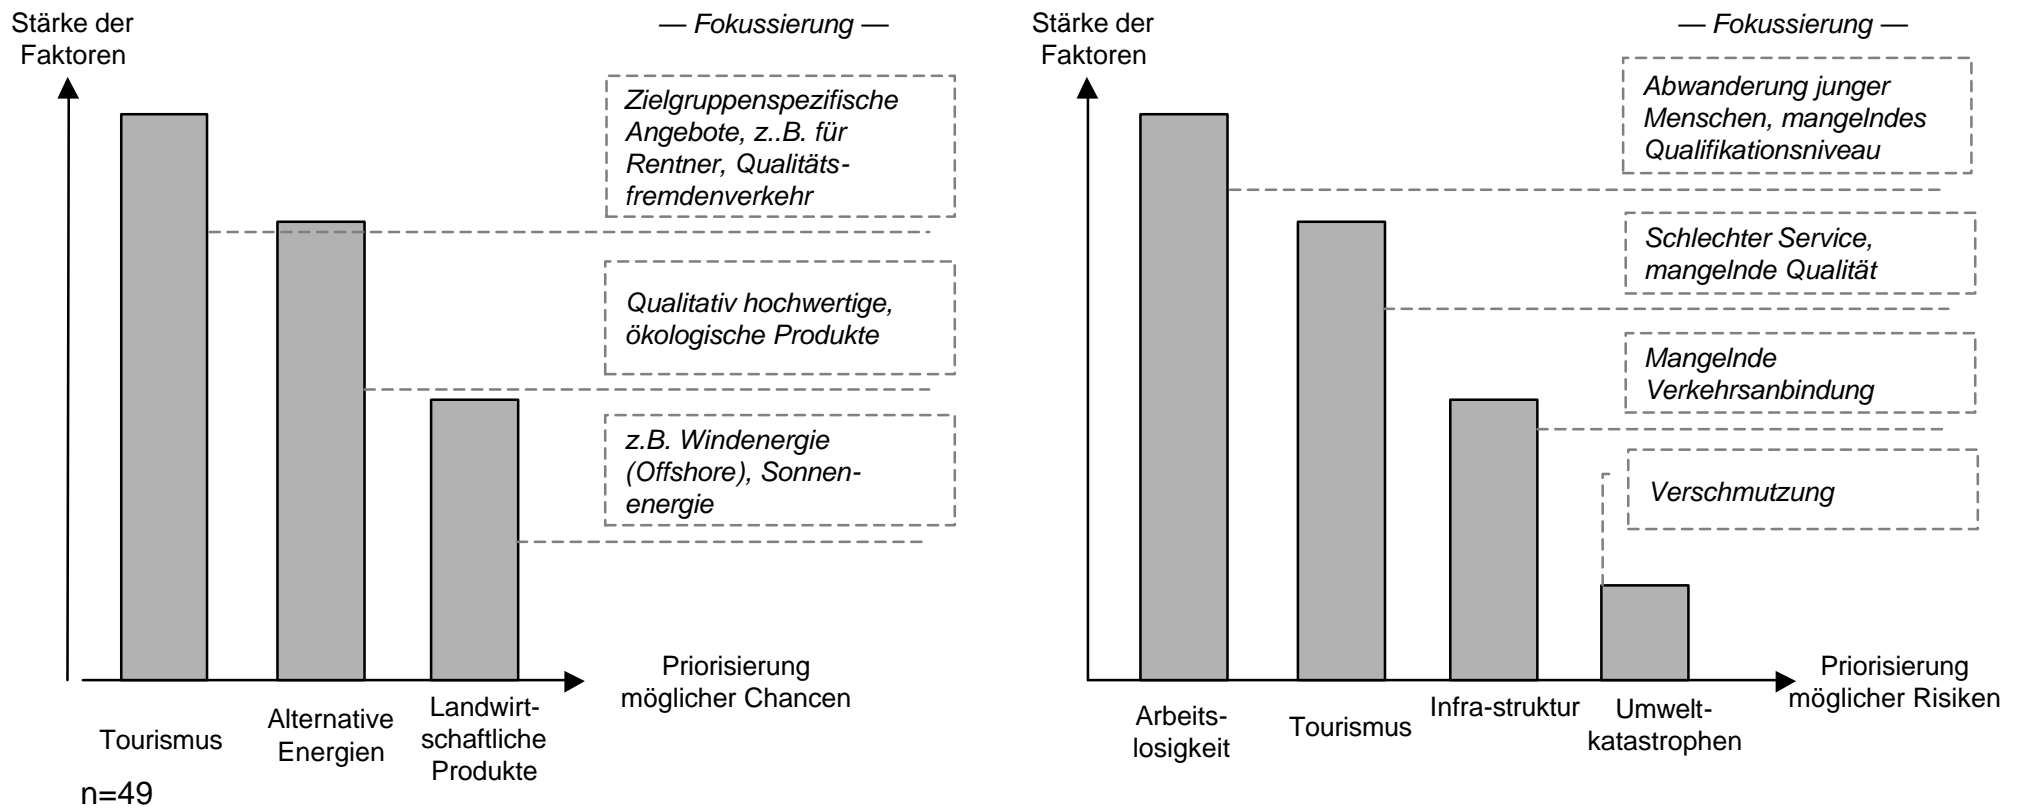 Stärke der
Faktoren
— Fokussierung —
Zielgruppenspezifische
Angebote, z..B. für
Rentner, Qualitäts-
fremdenverkehr
Qualitativ hochwertige,
ökologische Produkte
z.B. Windenergie
(Offshore), Sonnen-
energie
Priorisierung
möglicher Chancen
Tourismus
Alternative
Energien
Landwirt-
schaftliche
Produkte
n=49
Stärke der
Faktoren
— Fokussierung —
Abwanderung junger
Menschen, mangelndes
Qualifikationsniveau
Schlechter Service,
mangelnde Qualität
Mangelnde
Verkehrsanbindung
Verschmutzung
Priorisierung
möglicher Risiken
Arbeits-
losigkeit
Tourismus
Infra-struktur
Umwelt-
katastrophen